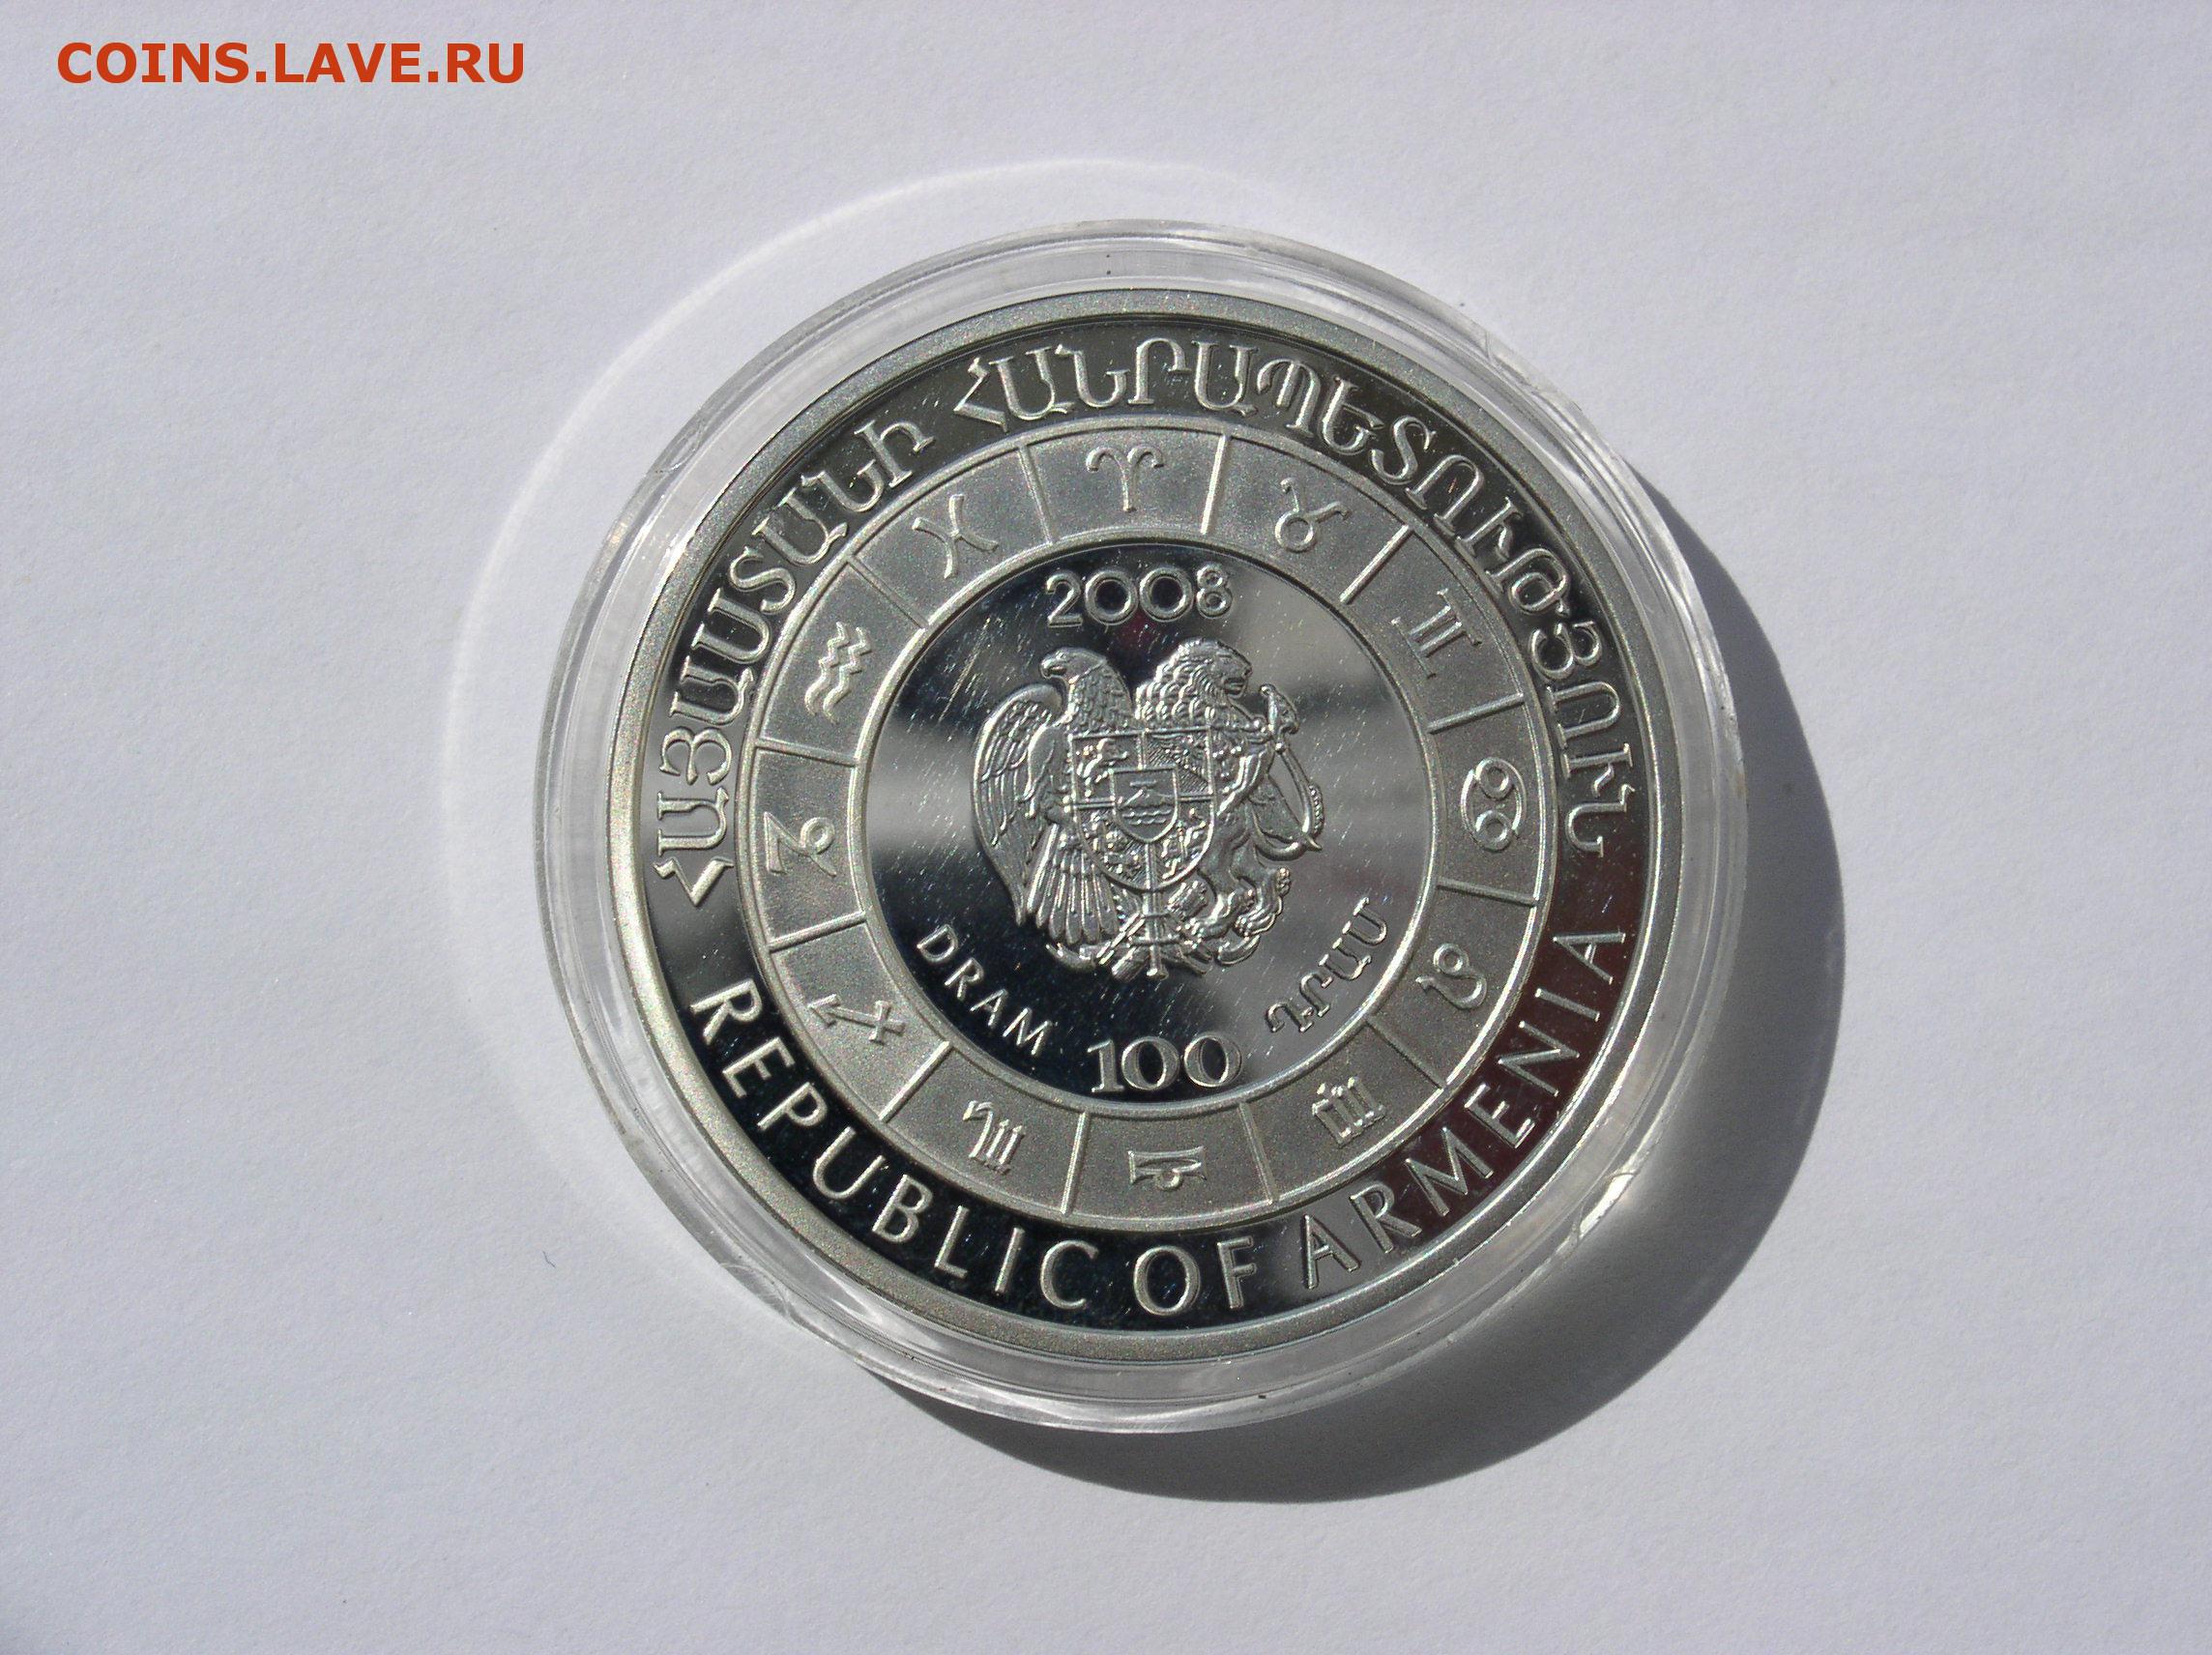 COINS.LAVE.RU
ՀԱՅԱՍՏԱՆԻ ՀԱՆՐԱՊԵՏՈՒԹՅՈՒՆ
2008
DRAM 100 ԴՐԱՄ
REPUBLIC OF ARMENIA